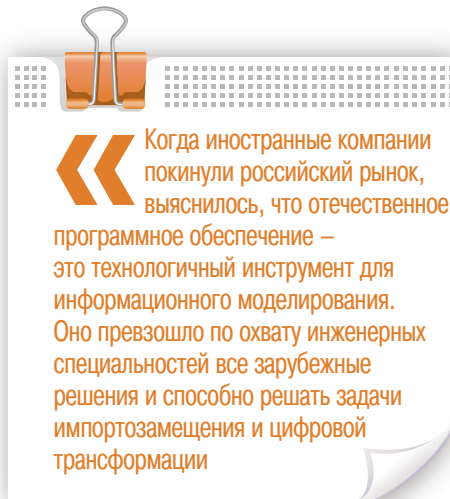 « Когда иностранные компании
покинули российский рынок,
выяснилось, что отечественное
программное обеспечение –
это технологичный инструмент для
информационного моделирования.
Оно превзошло по охвату инженерных
специальностей все зарубежные
решения и способно решать задачи
импортозамещения и цифровой
трансформации